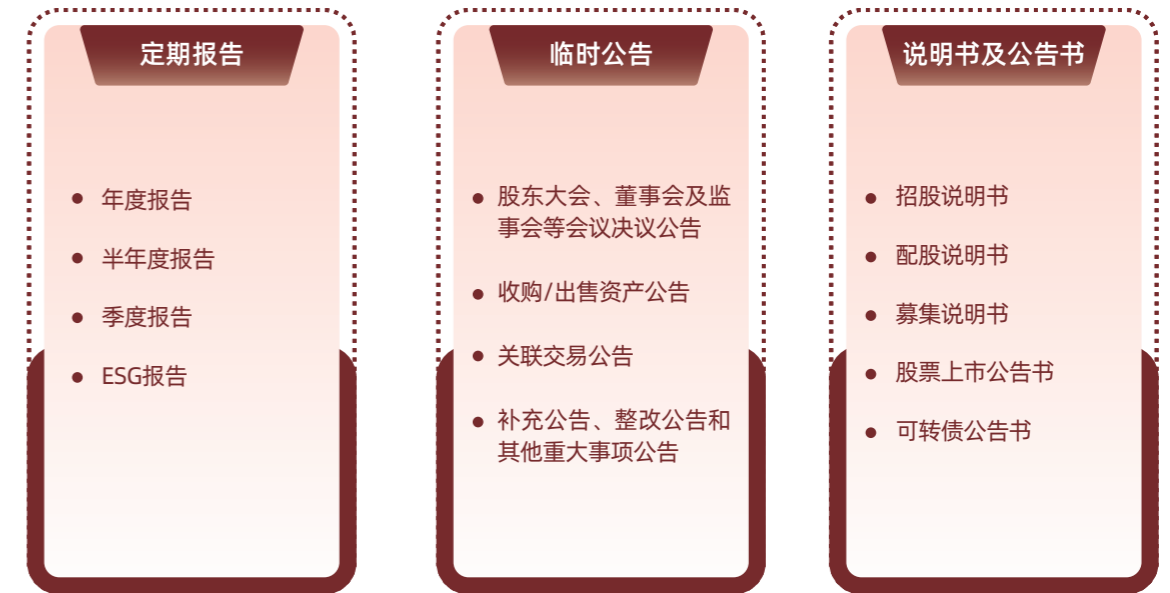 定期报告
年度报告
半年度报告
季度报告
ESG报告
临时公告
股东大会、董事会及监
事会等会议决议公告
收购/出售资产公告
关联交易公告
补充公告、整改公告和
其他重大事项公告
说明书及公告书
招股说明书
配股说明书
募集说明书
股票上市公告书
可转债公告书